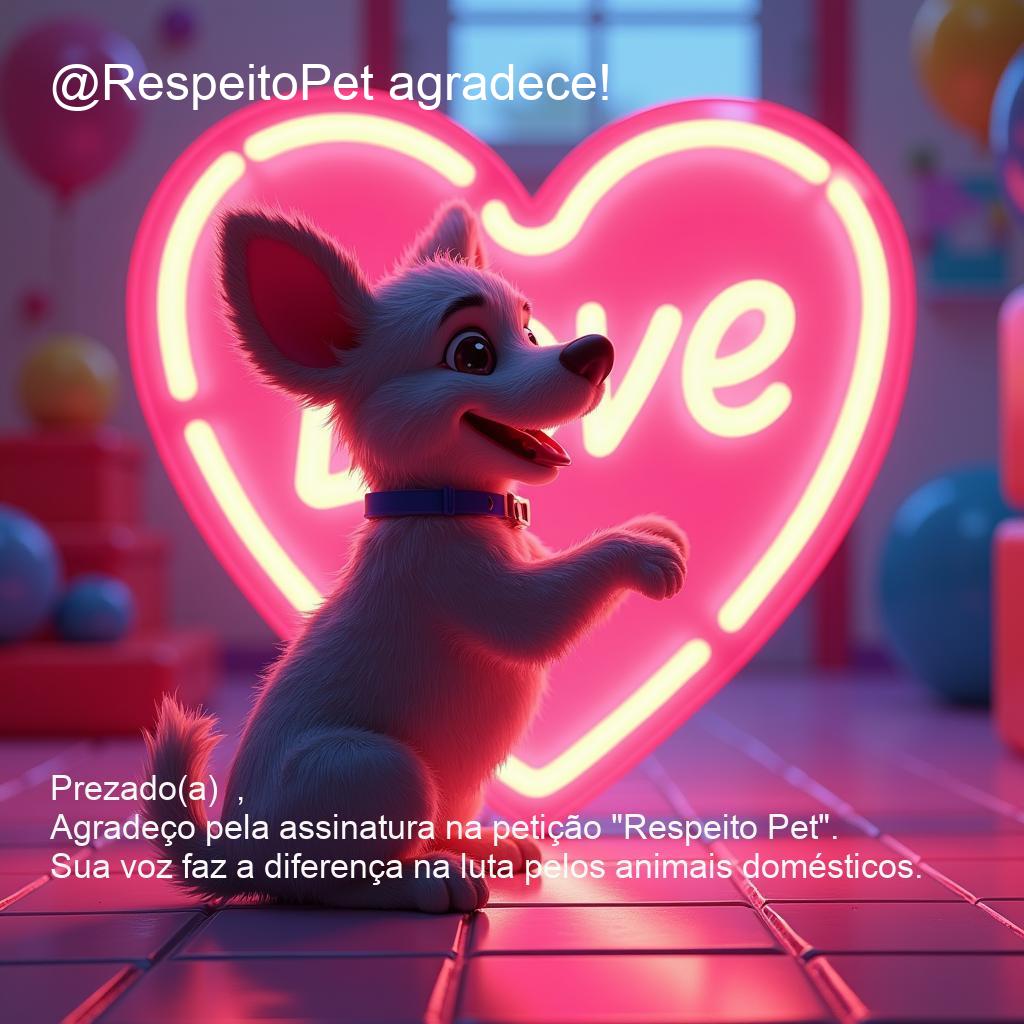 @RespeitoPet agradece!
Love
Prezado(a) ,
Agradeço pela assinatura na petição "Respeito Pet".
Sua voz faz a diferença na luta pelos animais domésticos.